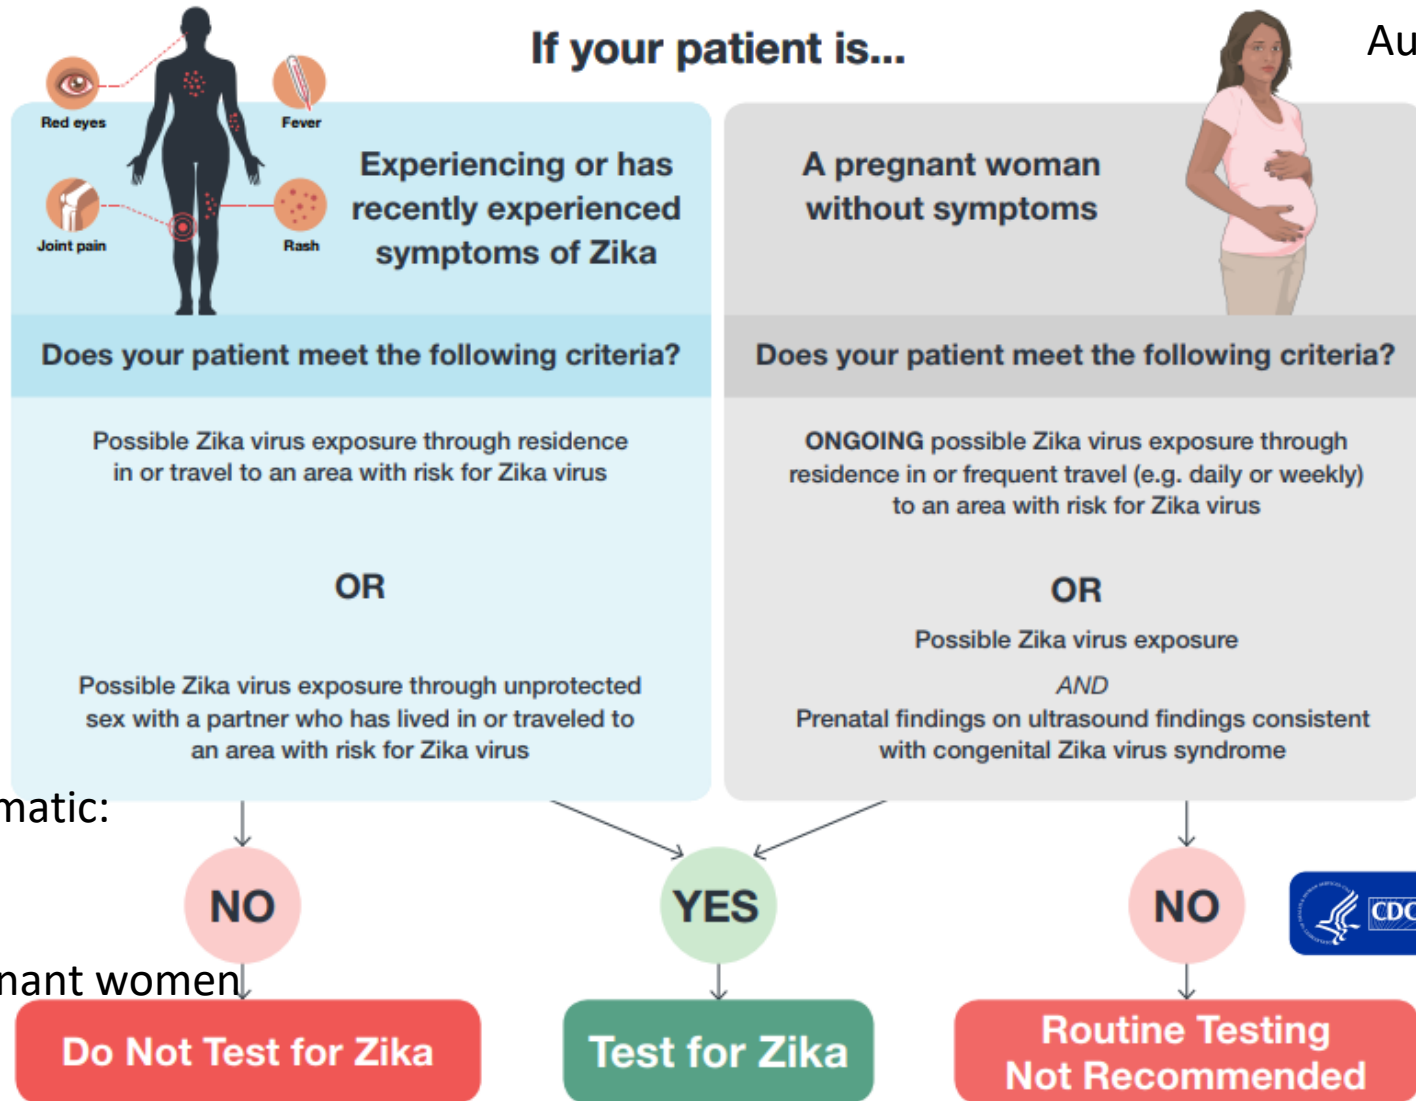 If your patient is...
Au
Red eyes
Fever
Joint pain
Rash
Experiencing or has
recently experienced
symptoms of Zika
Does your patient meet the following criteria?
Possible Zika virus exposure through residence
in or travel to an area with risk for Zika virus
OR
Possible Zika virus exposure through unprotected
sex with a partner who has lived in or traveled to
an area with risk for Zika virus
A pregnant woman
without symptoms
Does your patient meet the following criteria?
ONGOING possible Zika virus exposure through
residence in or frequent travel (e.g. daily or weekly)
to an area with risk for Zika virus
OR
Possible Zika virus exposure
AND
Prenatal findings on ultrasound findings consistent
with congenital Zika virus syndrome
matic:
NO
YES
NO
CDC
nant women
Do Not Test for Zika
Test for Zika
Routine Testing
Not Recommended